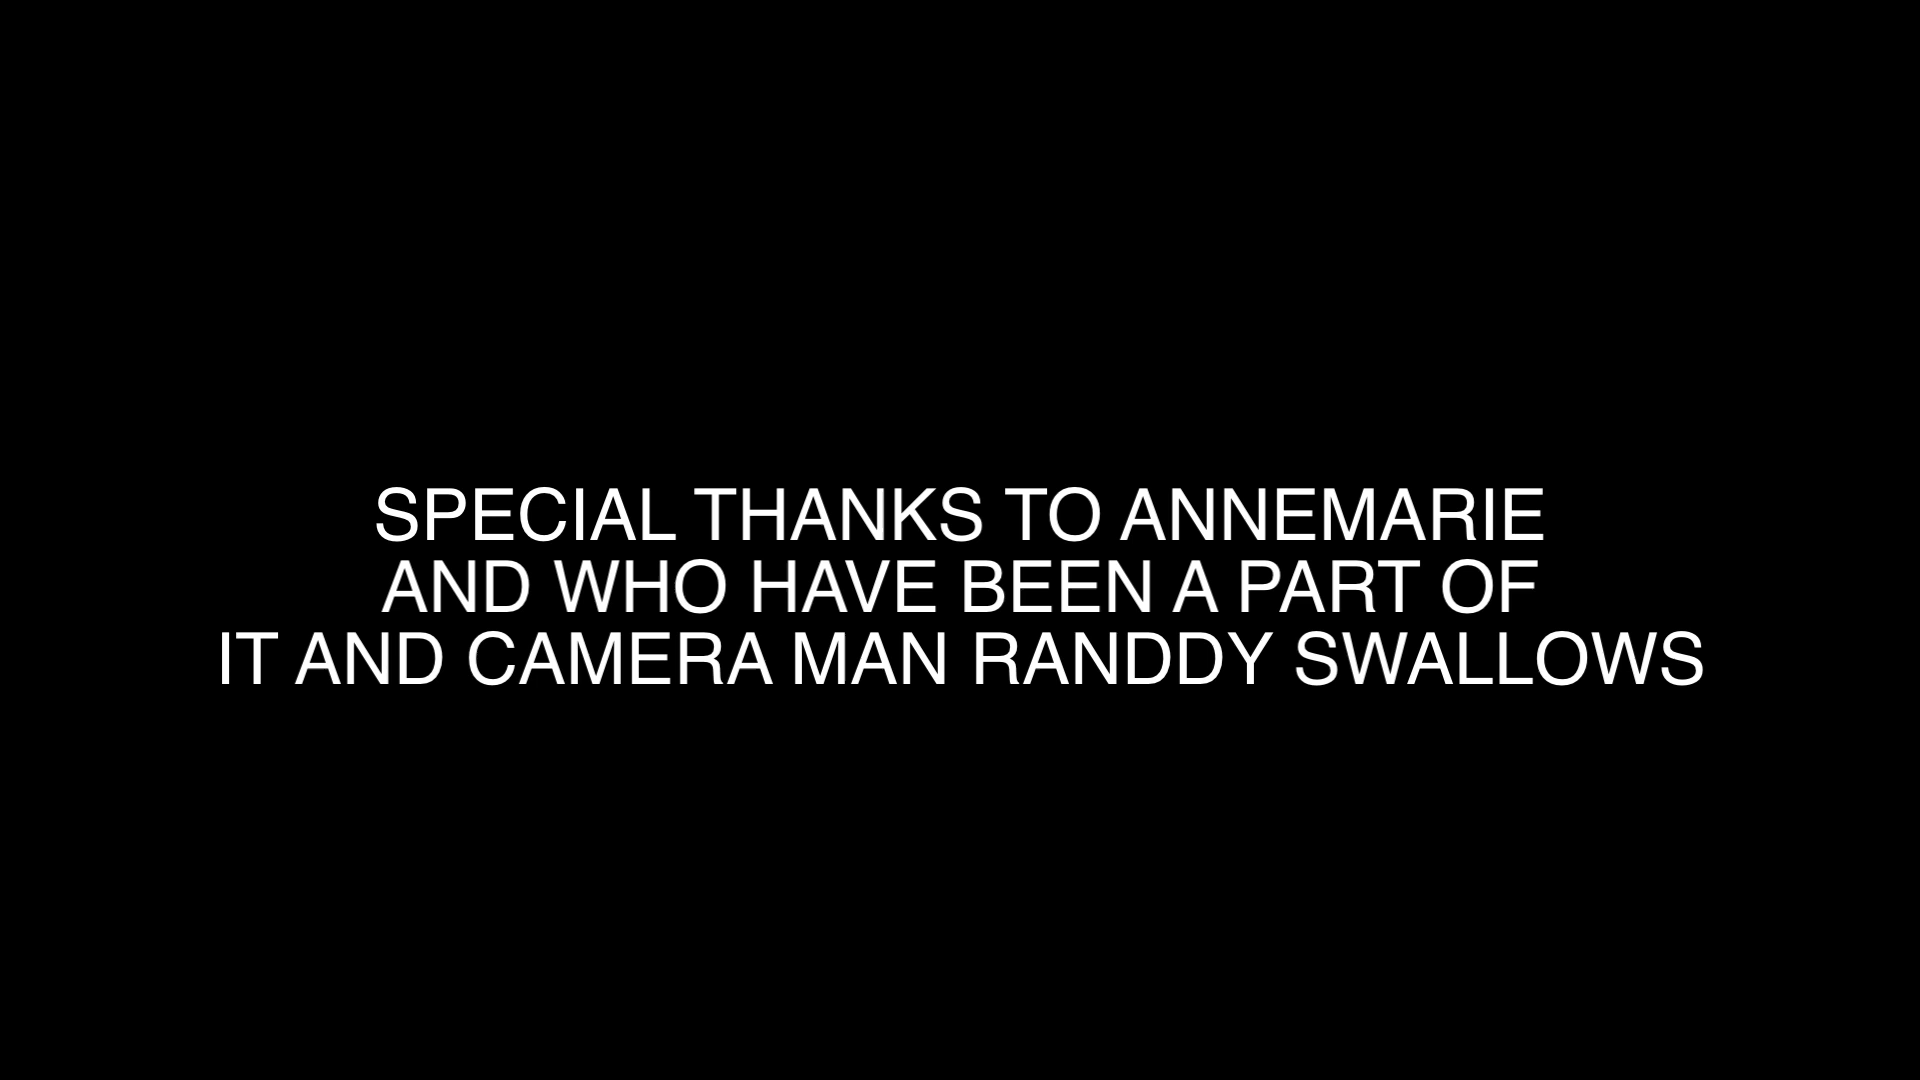 SPECIAL THANKS TO ANNEMARIE
AND WHO HAVE BEEN A PART OF
IT AND CAMERA MAN RANDDY SWALLOWS